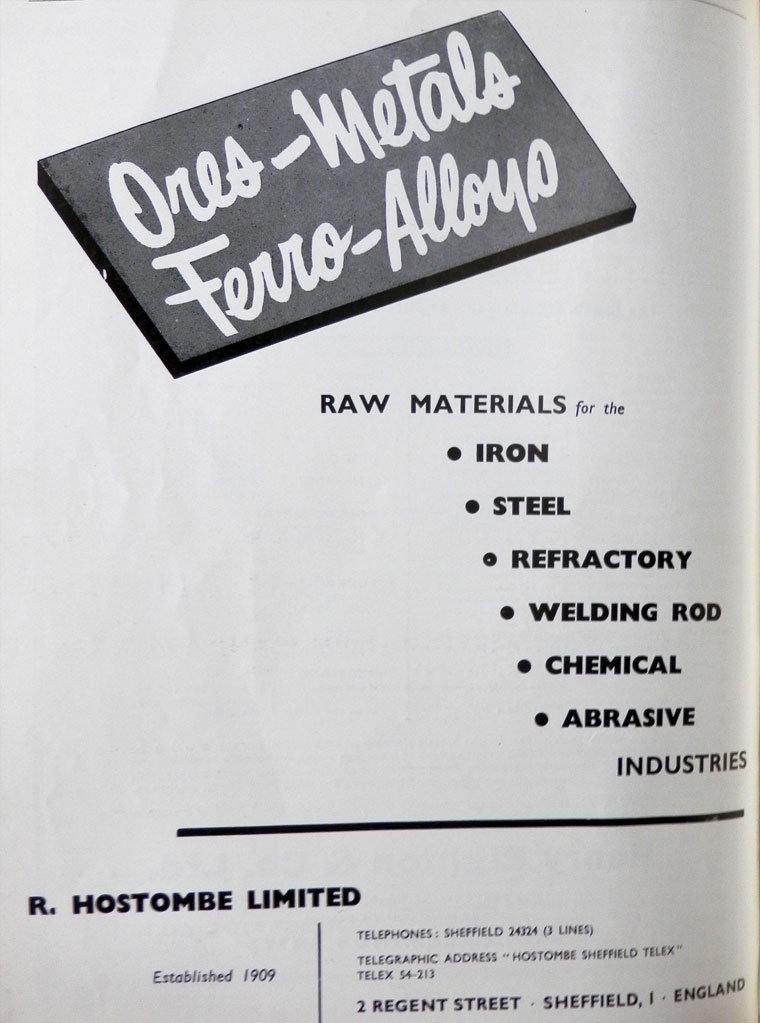 Ores-Metals
Ferro-Alloys
RAW MATERIALS for the
● IRON
● STEEL
● REFRACTORY
● WELDING ROD
● CHEMICAL
● ABRASIVE
INDUSTRIES
R. HOSTOMBE LIMITED
Established 1909
TELEPHONES: SHEFFIELD 24324 (3 LINES)
TELEGRAPHIC ADDRESS "HOSTOMBE SHEFFIELD TELEX"
TELEX 54-213
2 REGENT STREET · SHEFFIELD, 1 · ENGLAND